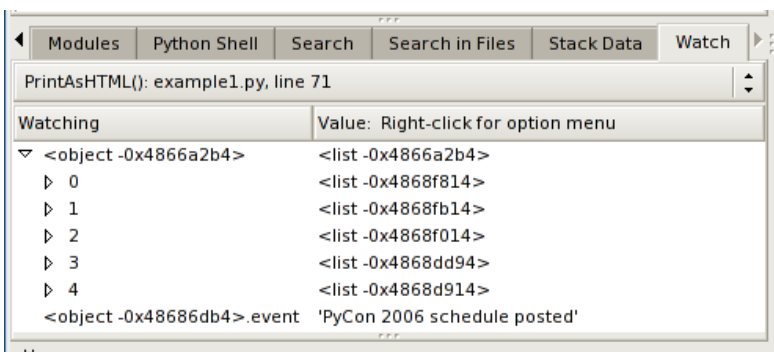 Modules Python Shell Search Search in Files Stack Data Watch
PrintAsHTML(): example1.py, line 71
Watching Value: Right-click for option menu
<object -0x4866a2b4> <list -0x4866a2b4>
0 <list -0x4868f814>
1 <list -0x4868fb14>
2 <list -0x4868f014>
3 <list -0x4868dd94>
4 <list -0x4868d914>
<object -0x48686db4>.event 'PyCon 2006 schedule posted'